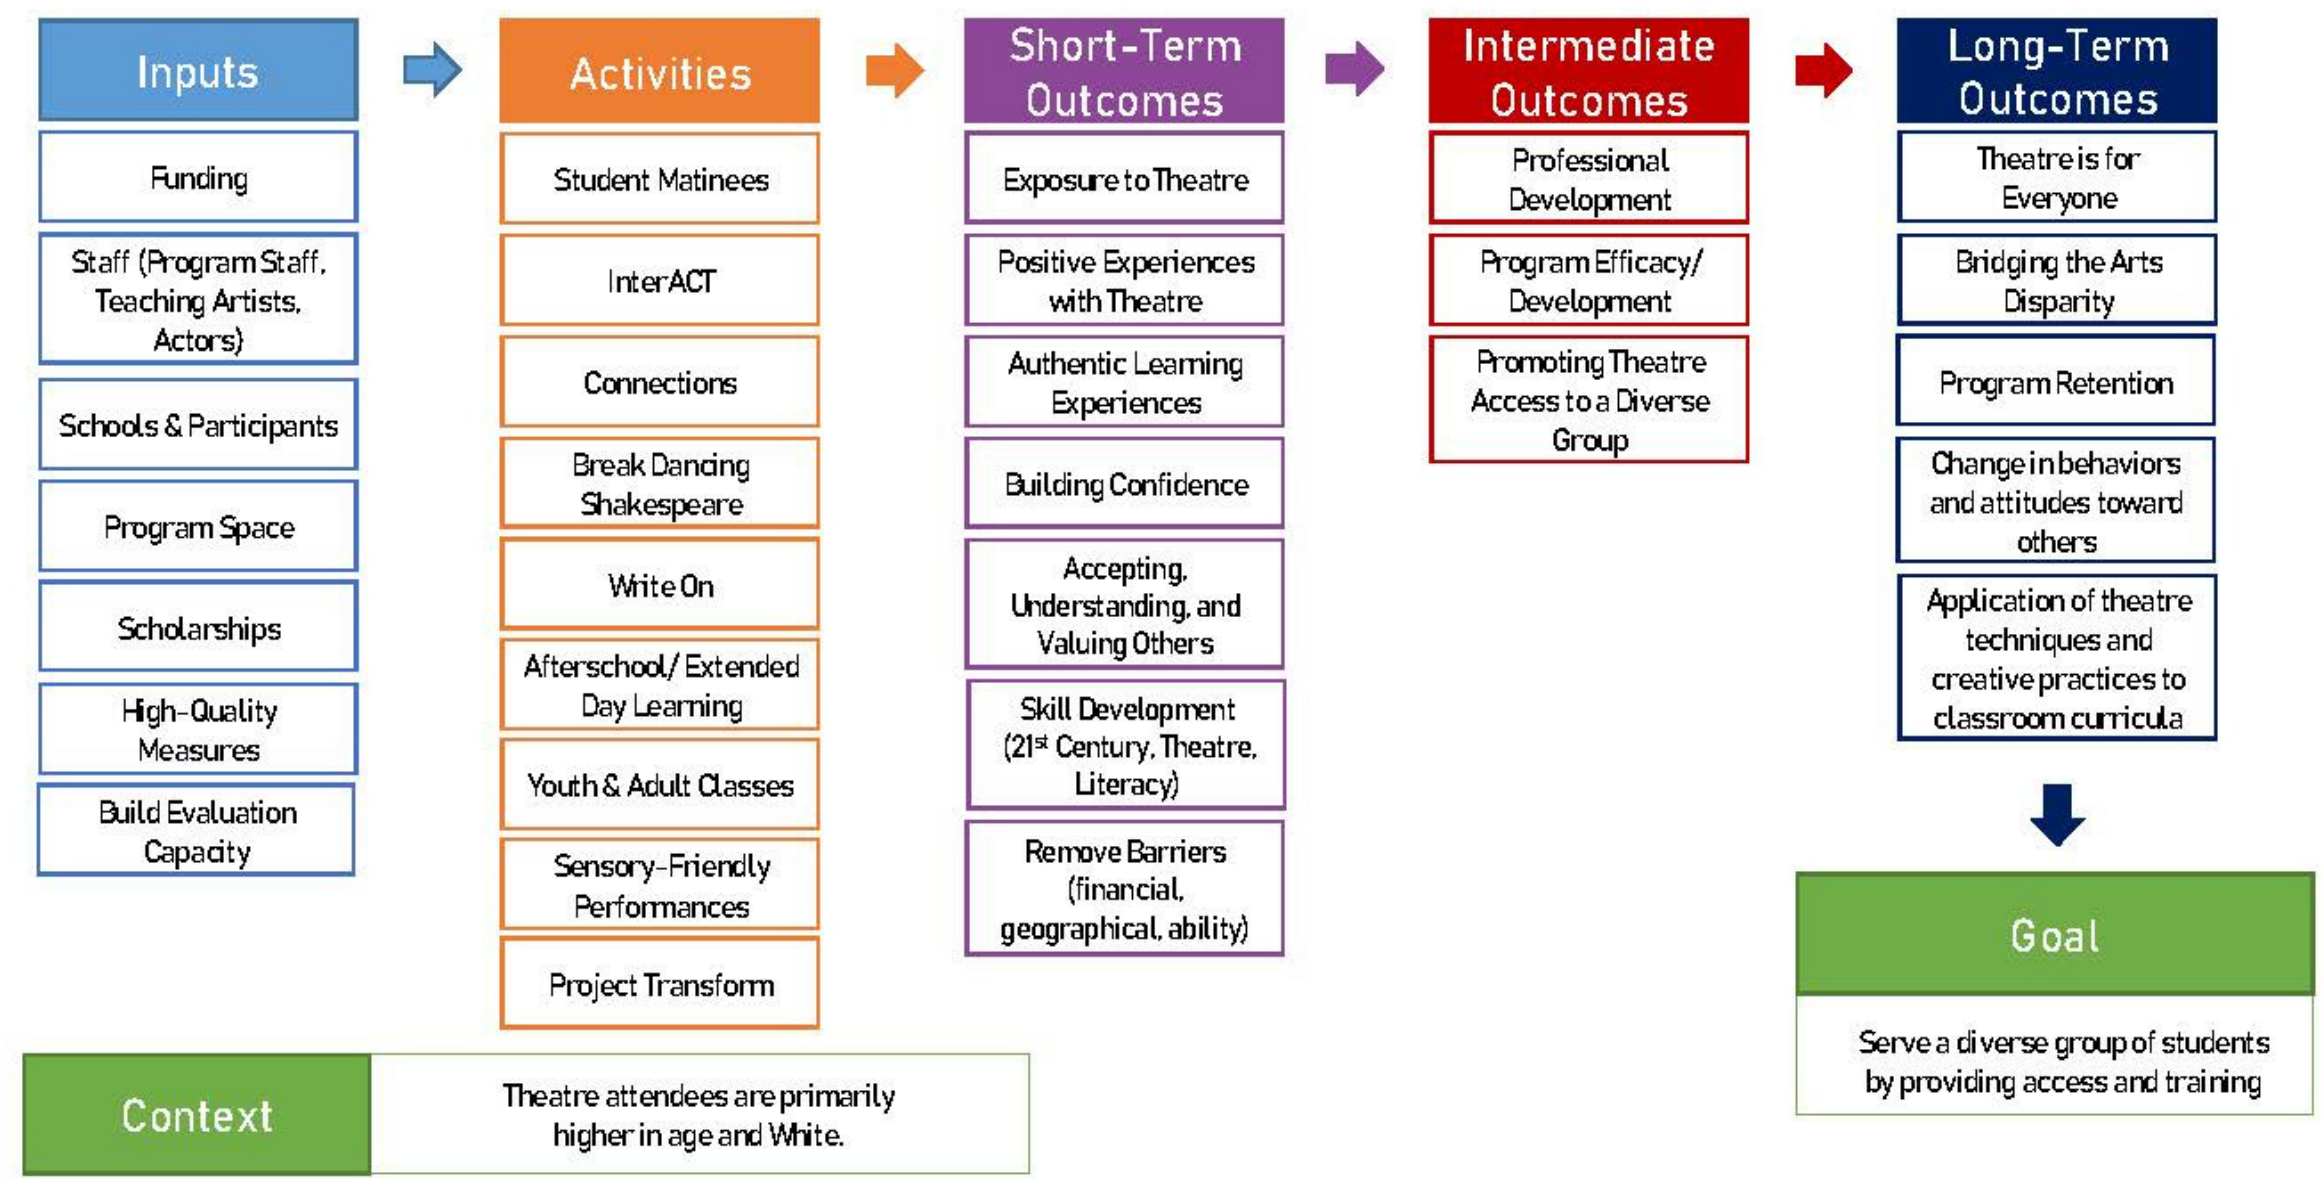 Inputs
Funding
Staff (Program Staff,
Teaching Artists,
Actors)
Schools & Participants
Program Space
Scholarships
High-Quality
Measures
Build Evaluation
Capacity
Activities
Student Matinees
InterACT
Connections
Break Dancing
Shakespeare
Write On
Afterschool/ Extended
Day Learning
Youth & Adult Classes
Sensory-Friendly
Performances
Project Transform
Short-Term
Outcomes
Exposure to Theatre
Positive Experiences
with Theatre
Authentic Learning
Experiences
Building Confidence
Accepting,
Understanding, and
Valuing Others
Skill Development
(21st Century, Theatre,
Literacy)
Remove Barriers
(financial,
geographical, ability)
Intermediate
Outcomes
Professional
Development
Program Efficacy/
Development
Promoting Theatre
Access to a Diverse
Group
Long-Term
Outcomes
Theatre is for
Everyone
Bridging the Arts
Disparity
Program Retention
Change in behaviors
and attitudes toward
others
Application of theatre
techniques and
creative practices to
classroom curricula
Goal
Serve a diverse group of students
by providing access and training
Context
Theatre attendees are primarily
higher in age and White.